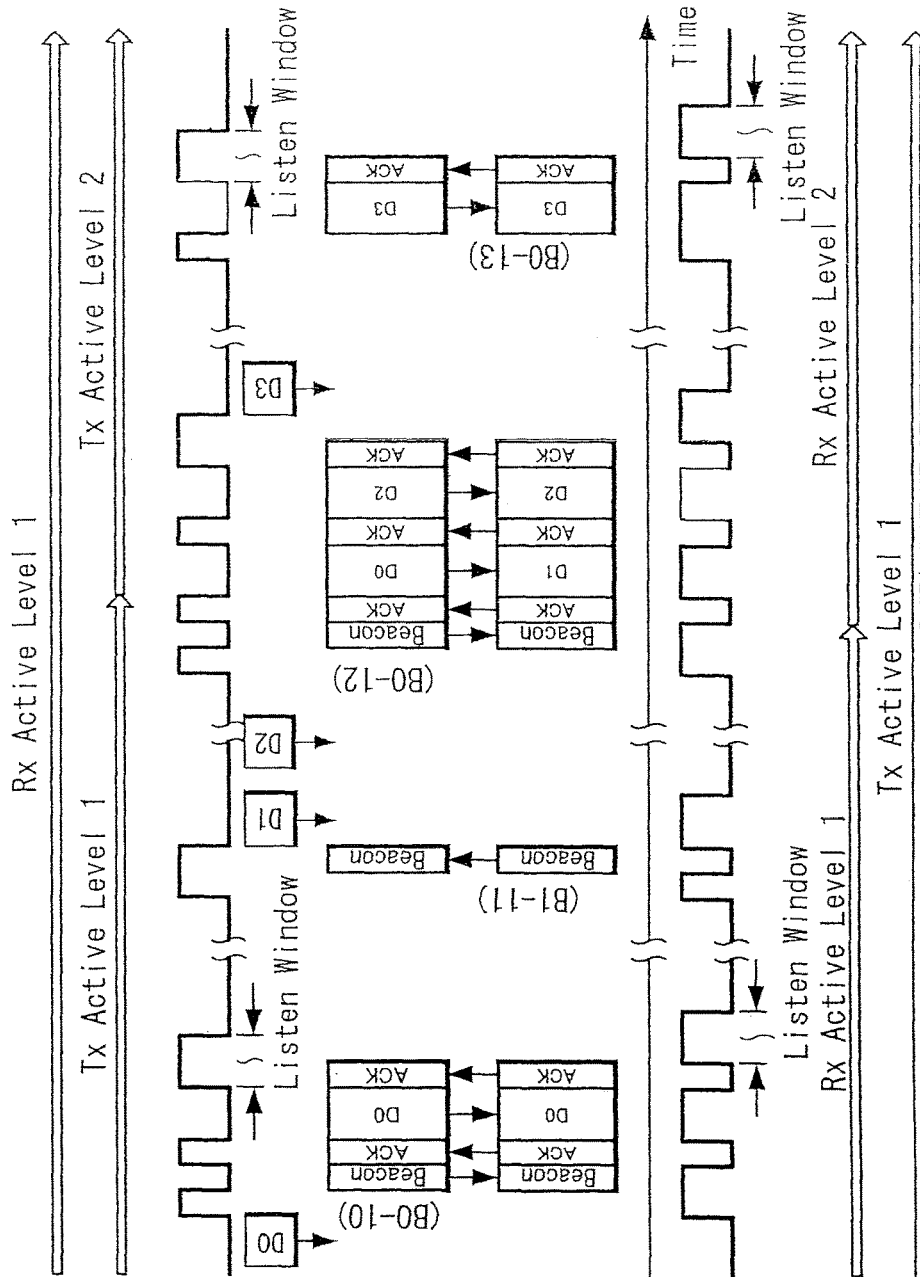 Rx Active Level 1
Tx Active Level 1
Tx Active Level 2
D0
Listen Window
D1
D2
D3
Listen Window
(B0-10)
Beacon ACK D0 ACK
Beacon ACK D0 ACK
Beacon
(B1-11)
Beacon
(B0-12)
Beacon ACK D0 ACK D2 ACK
Beacon ACK D1 ACK D2 ACK
D3 ACK
(B0-13)
D3 ACK
Time
Listen Window
Listen Window
Rx Active Level 1
Rx Active Level 2
Tx Active Level 1